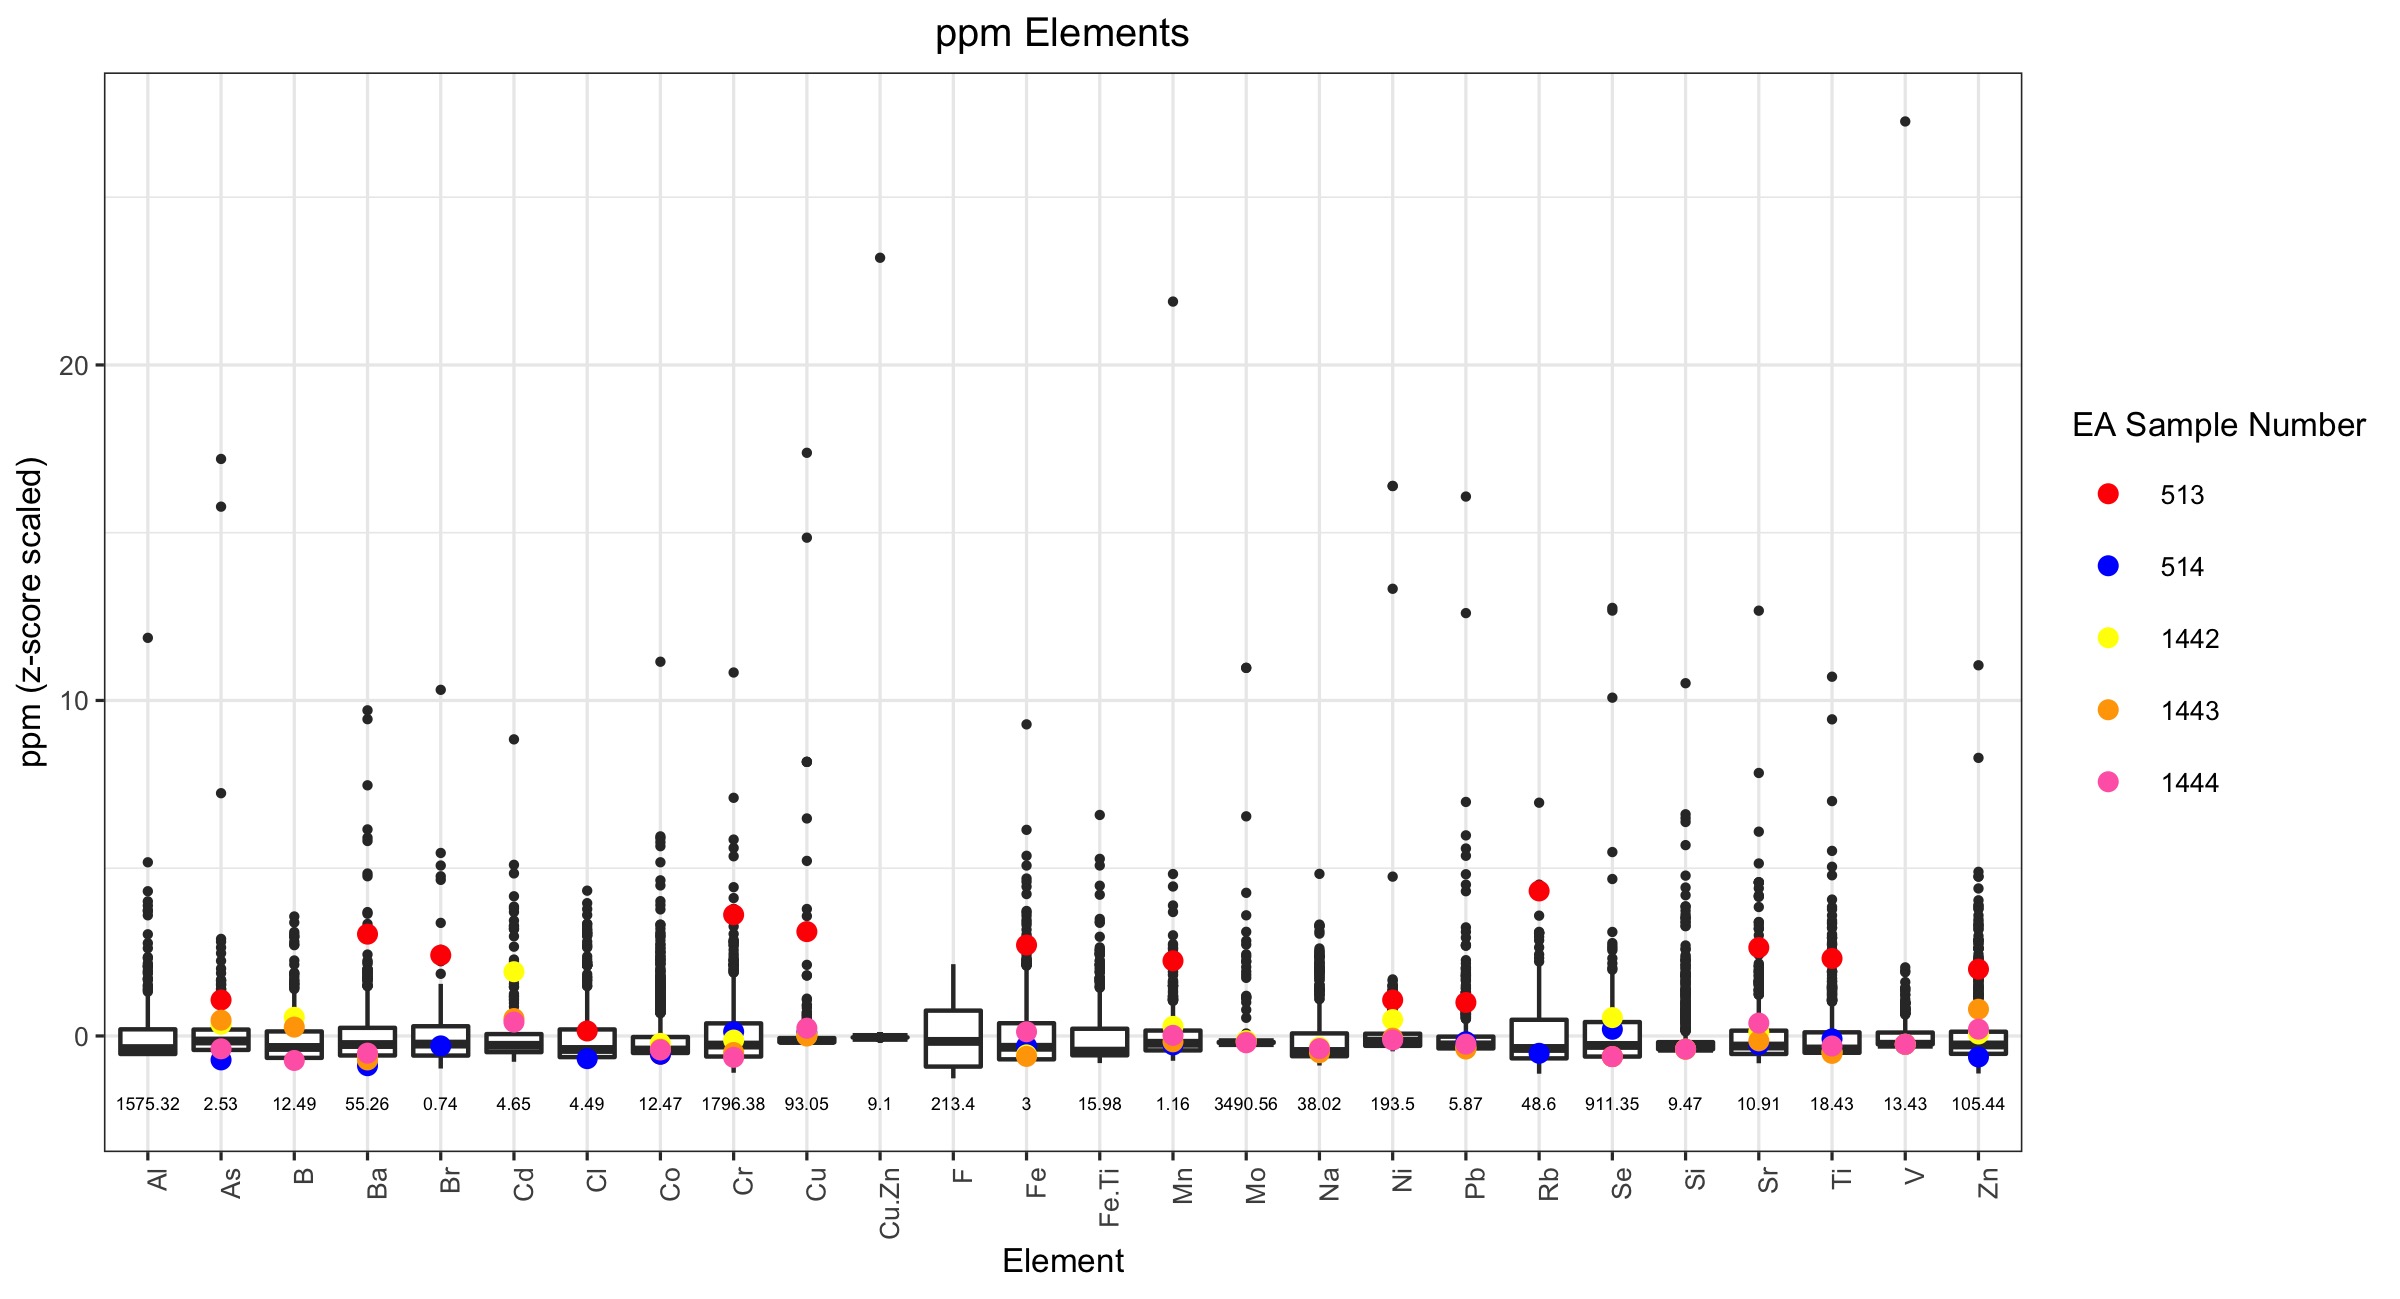 ppm Elements
ppm (z-score scaled)
20
10
0
1575.32 2.53 12.49 55.26 0.74 4.65 4.49 12.47 1796.38 93.05 9.1 213.4 3 15.98 1.16 3490.56 38.02 193.5 5.87 48.6 911.35 9.47 10.91 18.43 13.43 105.44
Al As B Ba Br Cd Cl Co Cr Cu Cu.Zn F Fe Fe.Ti Mn Mo Na Ni Pb Rb Se Si Sr Ti V Zn
Element
EA Sample Number
513
514
1442
1443
1444